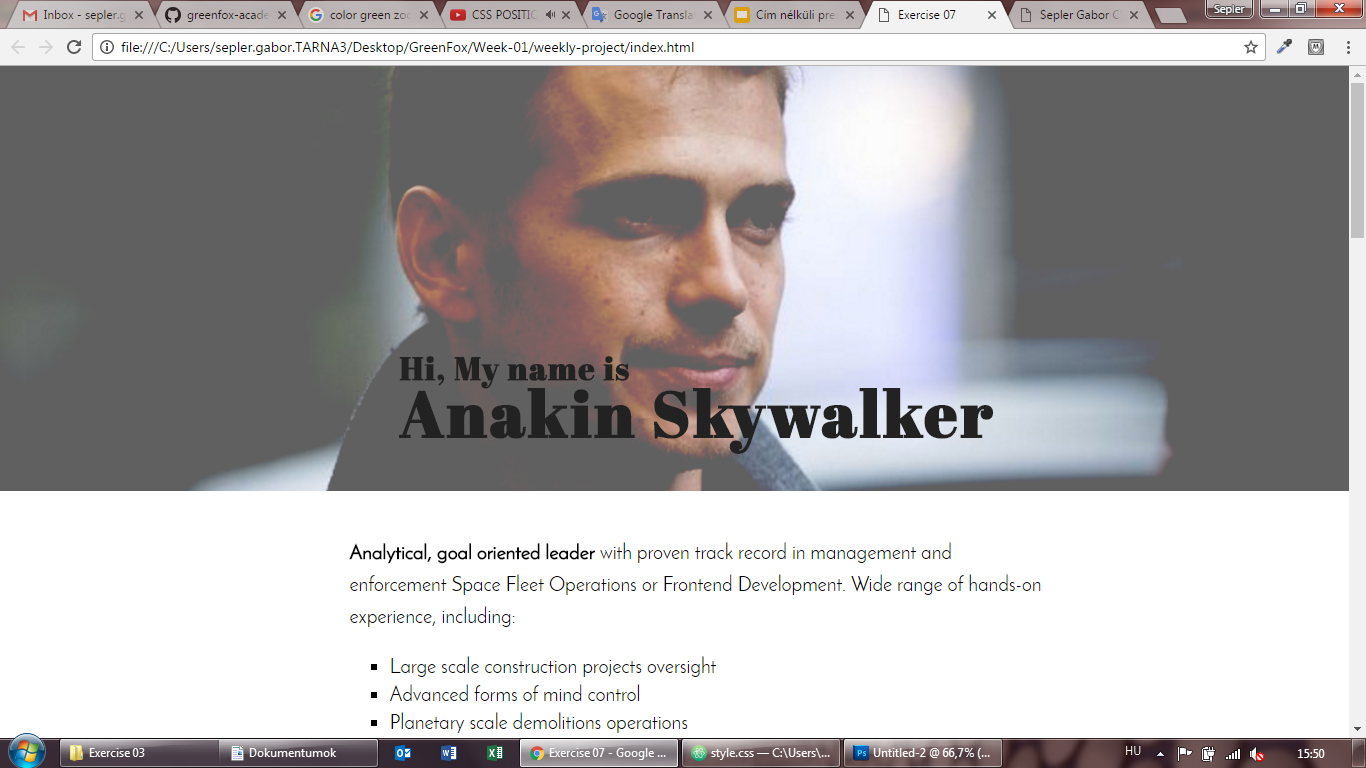 Inbox - sepler.g
greenfox-acade
color green zoo
CSS POSITIO
Google Transla
Cím nélküli pre
Exercise 07
Sepler Gabor C
Sepler
file:///C:/Users/sepler.gabor.TARNA3/Desktop/GreenFox/Week-01/weekly-project/index.html
Hi, My name is
Anakin Skywalker
Analytical, goal oriented leader with proven track record in management and
enforcement Space Fleet Operations or Frontend Development. Wide range of hands-on
experience, including:
Large scale construction projects oversight
Advanced forms of mind control
Planetary scale demolitions operations
Exercise 03
Dokumentumok
Exercise 07 - Google ...
style.css — C:\Users\...
Untitled-2 @ 66,7% (...
HU
15:50